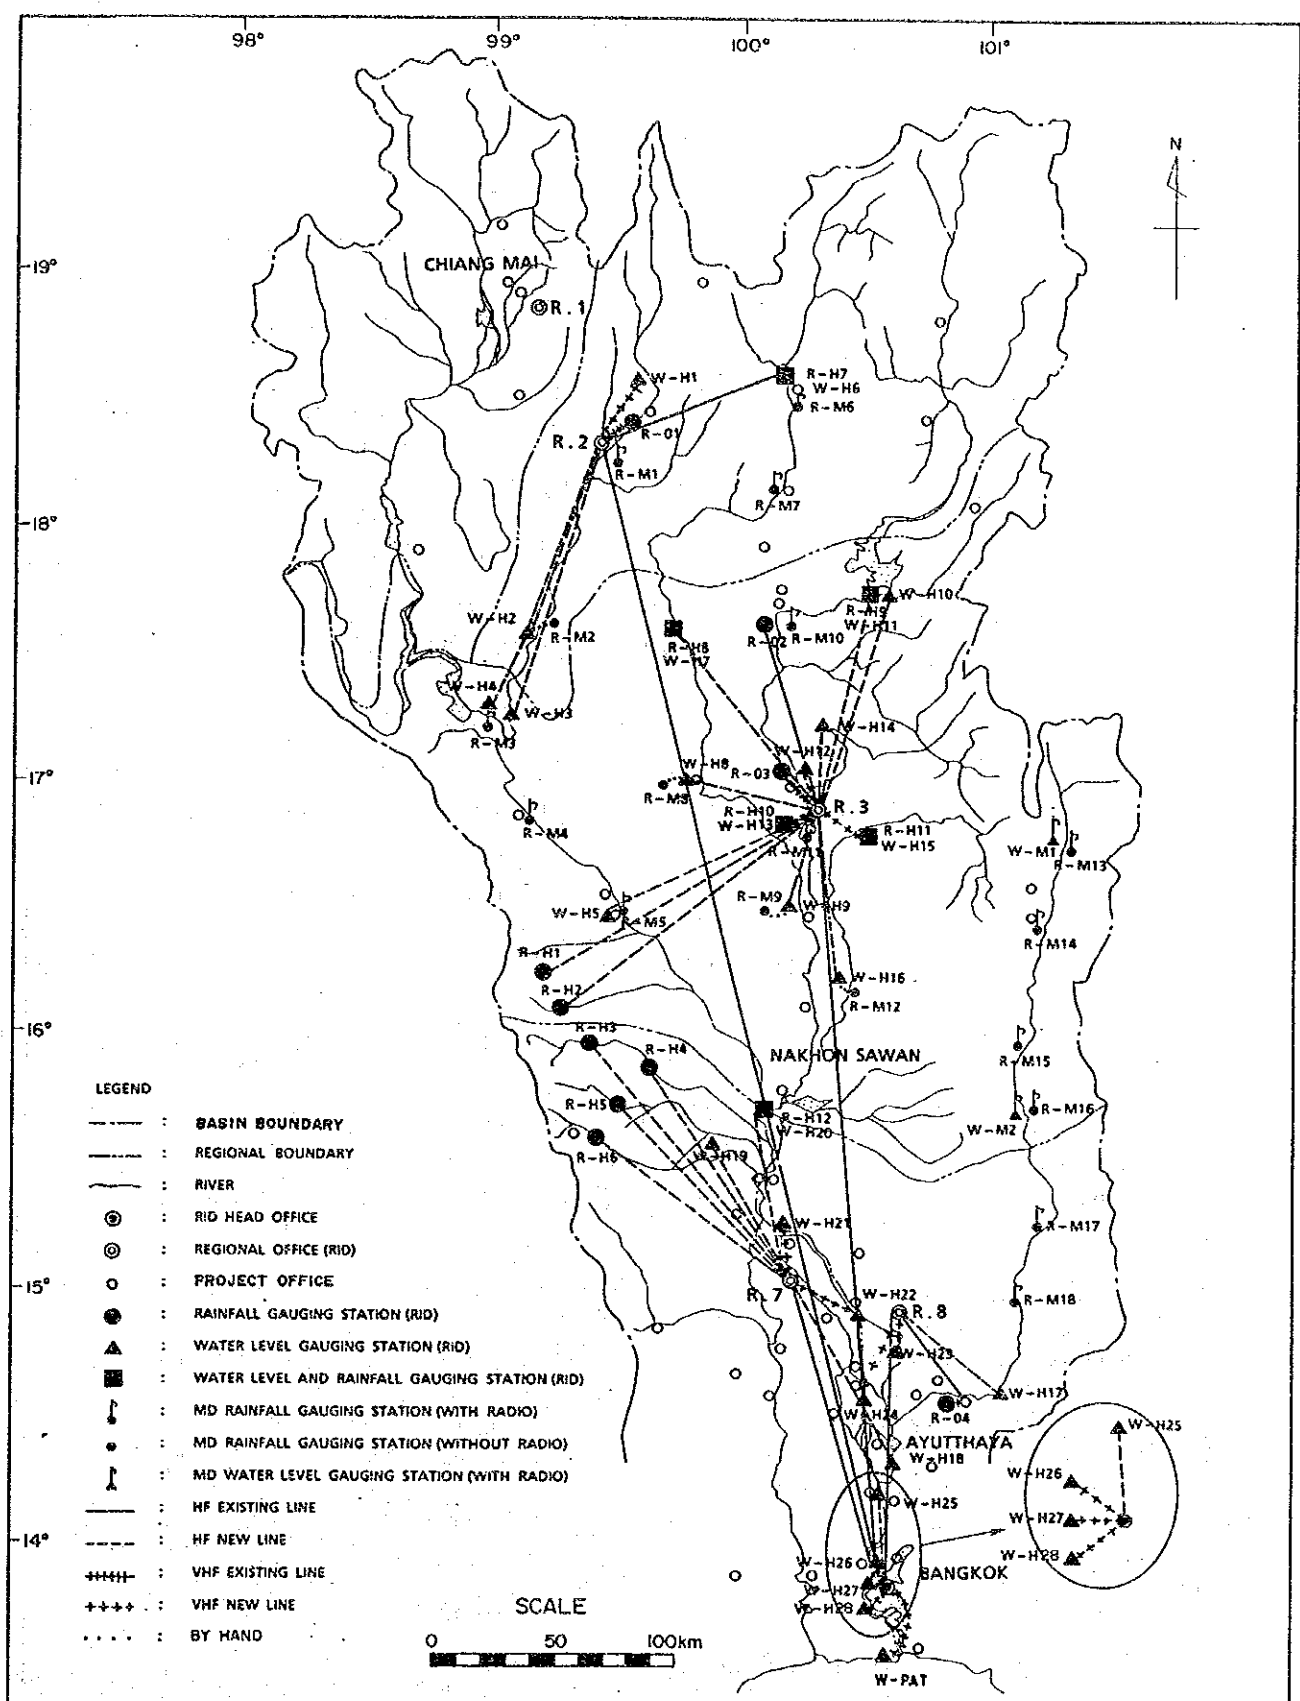 98°
99°
100°
101°
N
19°
CHIANG MAI
R.1
W-H1
R-H7
W-H6
R-M6
R-01
R.2
R-M1
R-M7
18°
W-H10
R-H9
W-H11
W-H2
R-M2
R-02
R-M10
R-H8
W-H7
W-H4
W-H3
R-M3
W-H14
W-H12
17°
R-03
W-H8
R-M8
R.3
R-H10
W-H13
R-H11
W-H15
R-M11
R-M4
W-M1
R-M13
R-M9
W-H9
W-H5
R-M5
R-M14
R-H1
R-H2
W-H16
R-M12
16°
R-H3
R-H4
NAKHON SAWAN
R-M15
R-H5
R-H12
W-H20
R-M16
W-M2
R-H6
W-H19
W-H21
R-M17
15°
R.7
W-H22
R.8
R-M18
W-H23
W-H17
R-04
W-H24
AYUTTHAYA
W-H18
W-H25
W-H25
W-H26
W-H27
W-H28
14°
W-H26
BANGKOK
W-H27
W-H28
W-PAT
LEGEND
: BASIN BOUNDARY
: REGIONAL BOUNDARY
: RIVER
: RID HEAD OFFICE
: REGIONAL OFFICE (RID)
: PROJECT OFFICE
: RAINFALL GAUGING STATION (RID)
: WATER LEVEL GAUGING STATION (RID)
: WATER LEVEL AND RAINFALL GAUGING STATION (RID)
: MD RAINFALL GAUGING STATION (WITH RADIO)
: MD RAINFALL GAUGING STATION (WITHOUT RADIO)
: MD WATER LEVEL GAUGING STATION (WITH RADIO)
: HF EXISTING LINE
: HF NEW LINE
: VHF EXISTING LINE
: VHF NEW LINE
: BY HAND
SCALE
0 50 100km